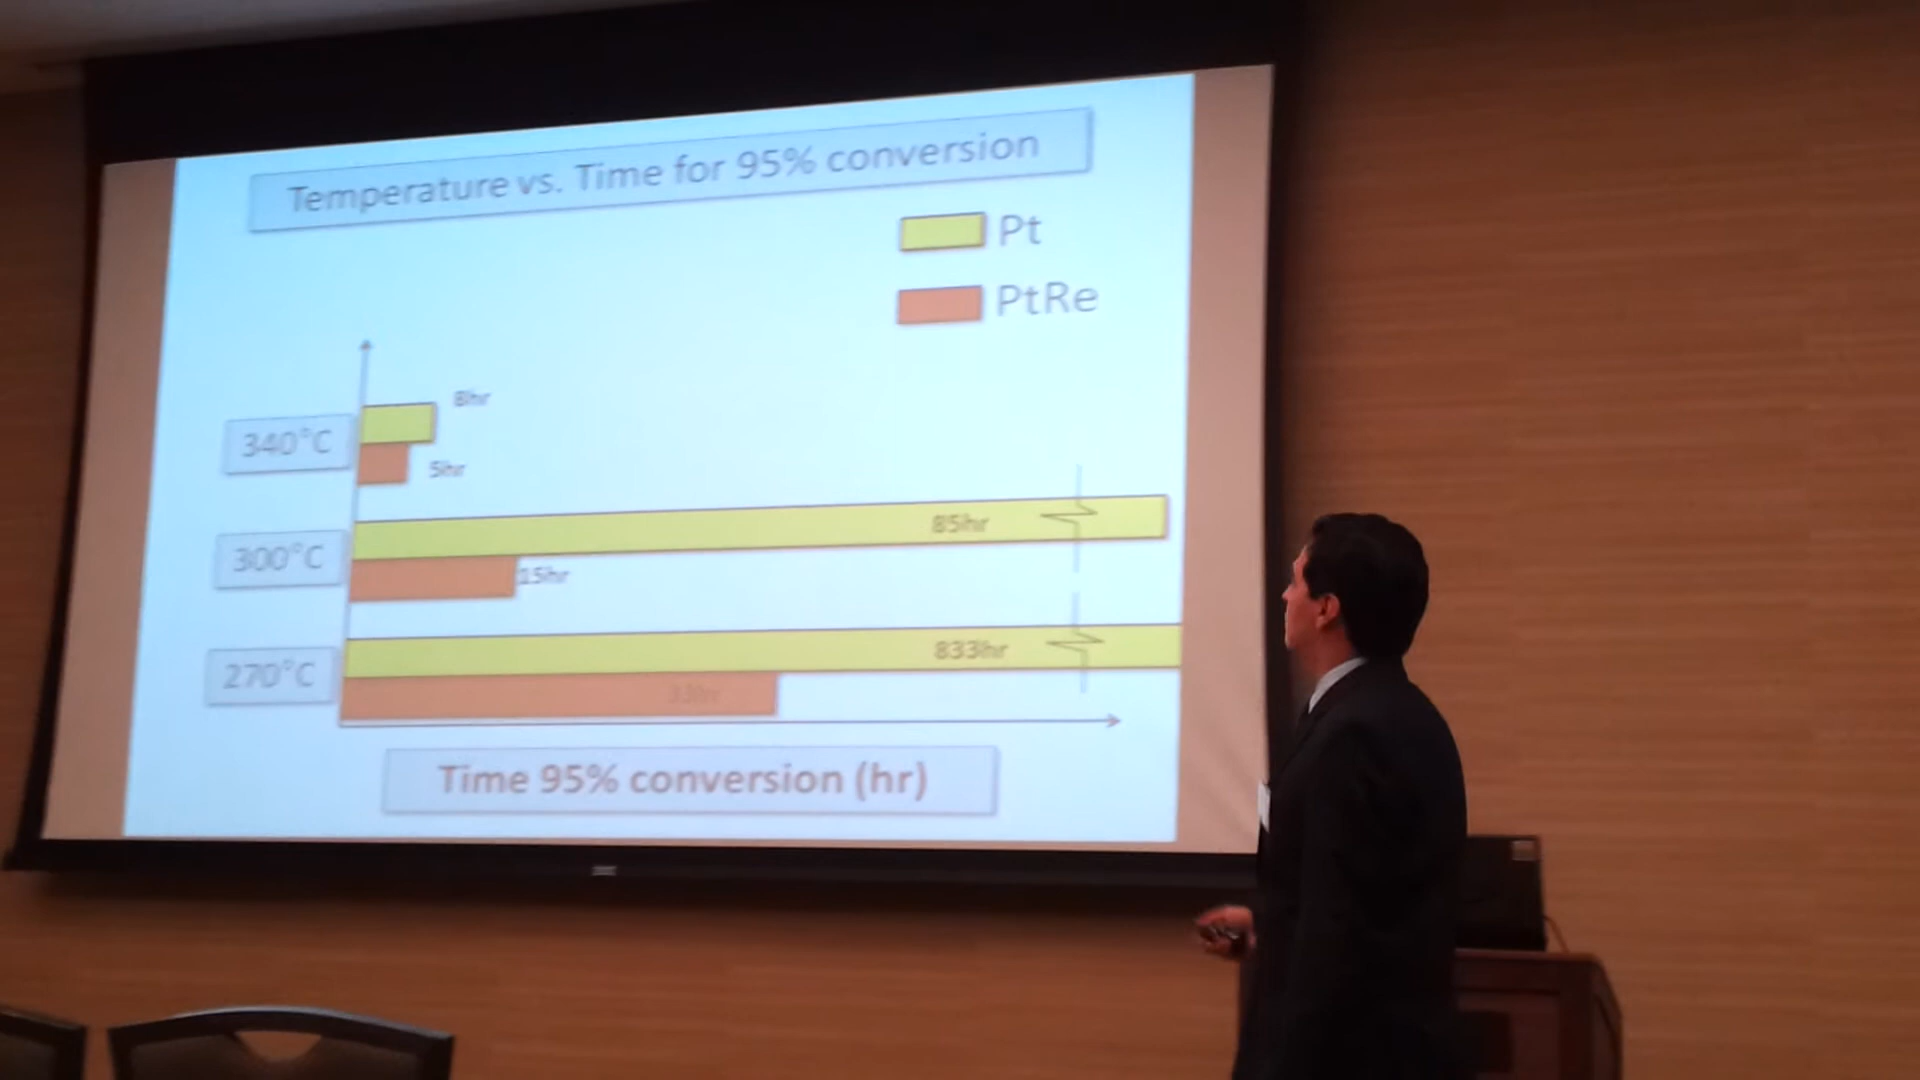 Temperature vs. Time for 95% conversion
Pt
PtRe
340°C
8hr
5hr
300°C
85hr
15hr
270°C
833hr
Time 95% conversion (hr)